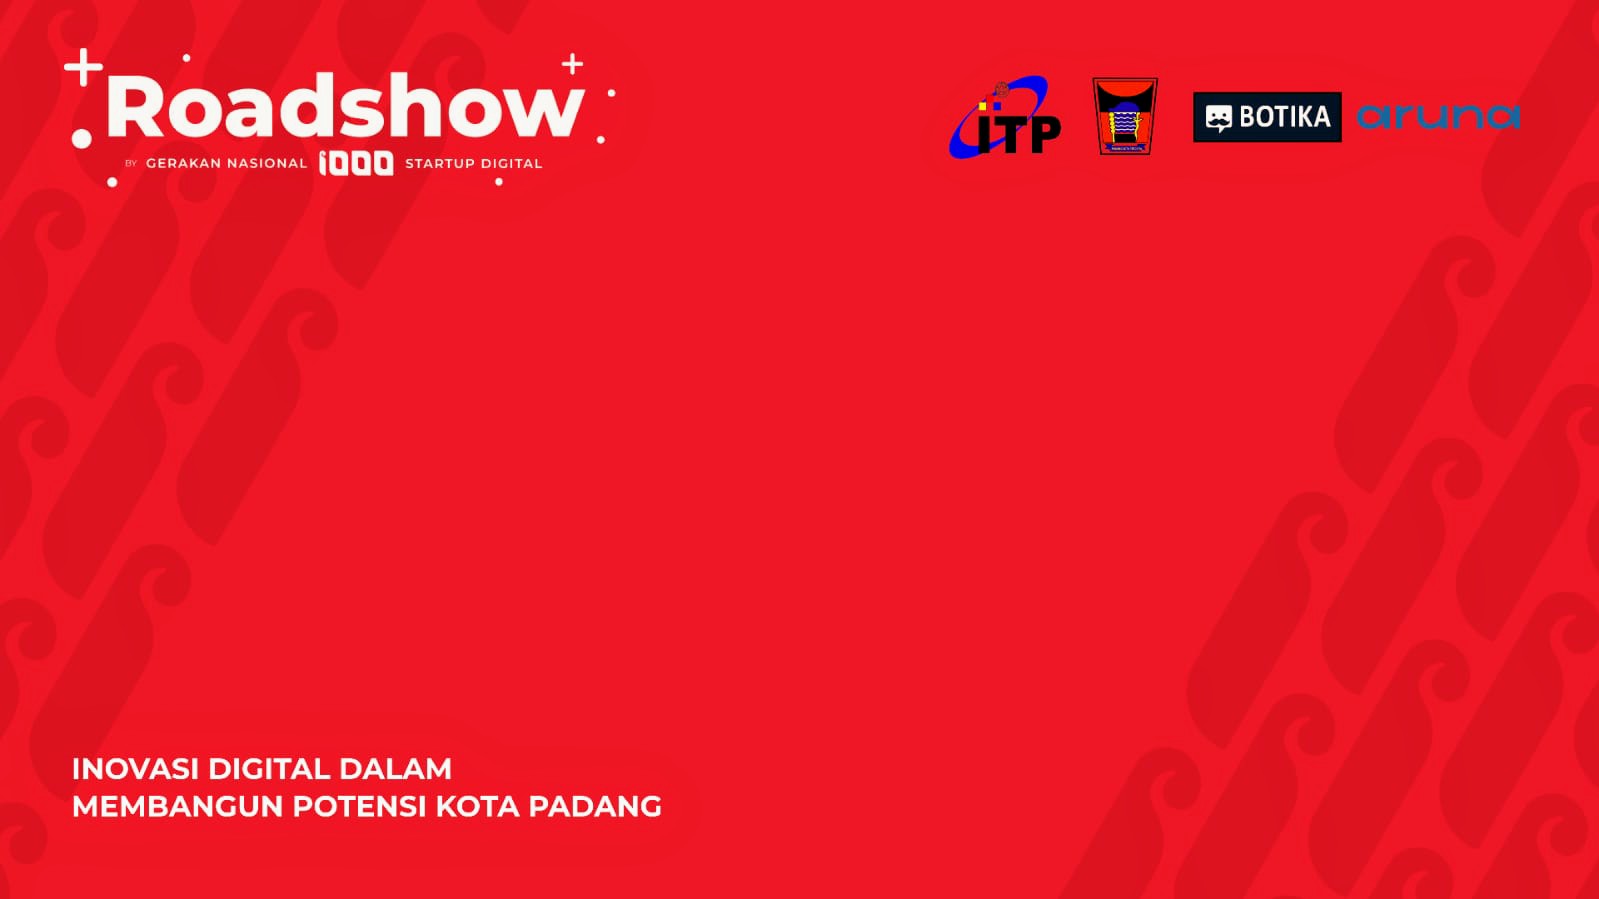 Roadshow
BY GERAKAN NASIONAL 1000 STARTUP DIGITAL
ITP
BOTIKA
aruna
INOVASI DIGITAL DALAM
MEMBANGUN POTENSI KOTA PADANG